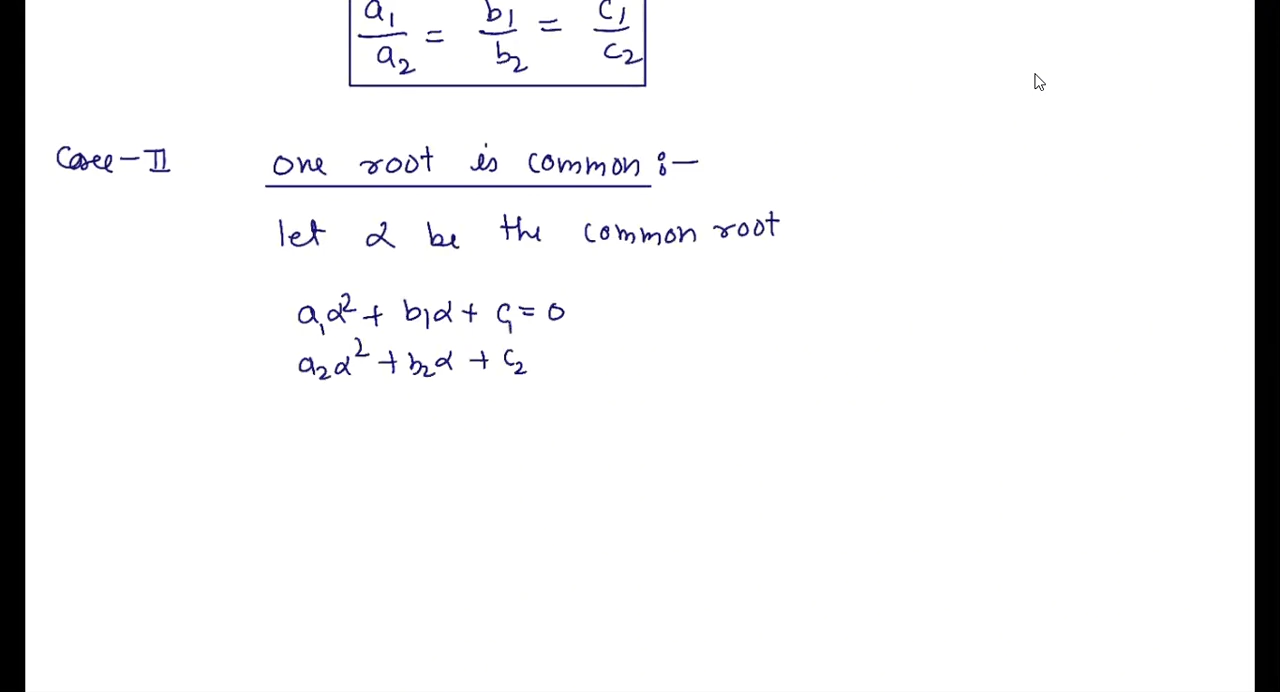 a₁/a₂ = b₁/b₂ = c₁/c₂
Case-II one root is common :-
let α be the common root
a₁α² + b₁α + c₁ = 0
a₂α² + b₂α + c₂